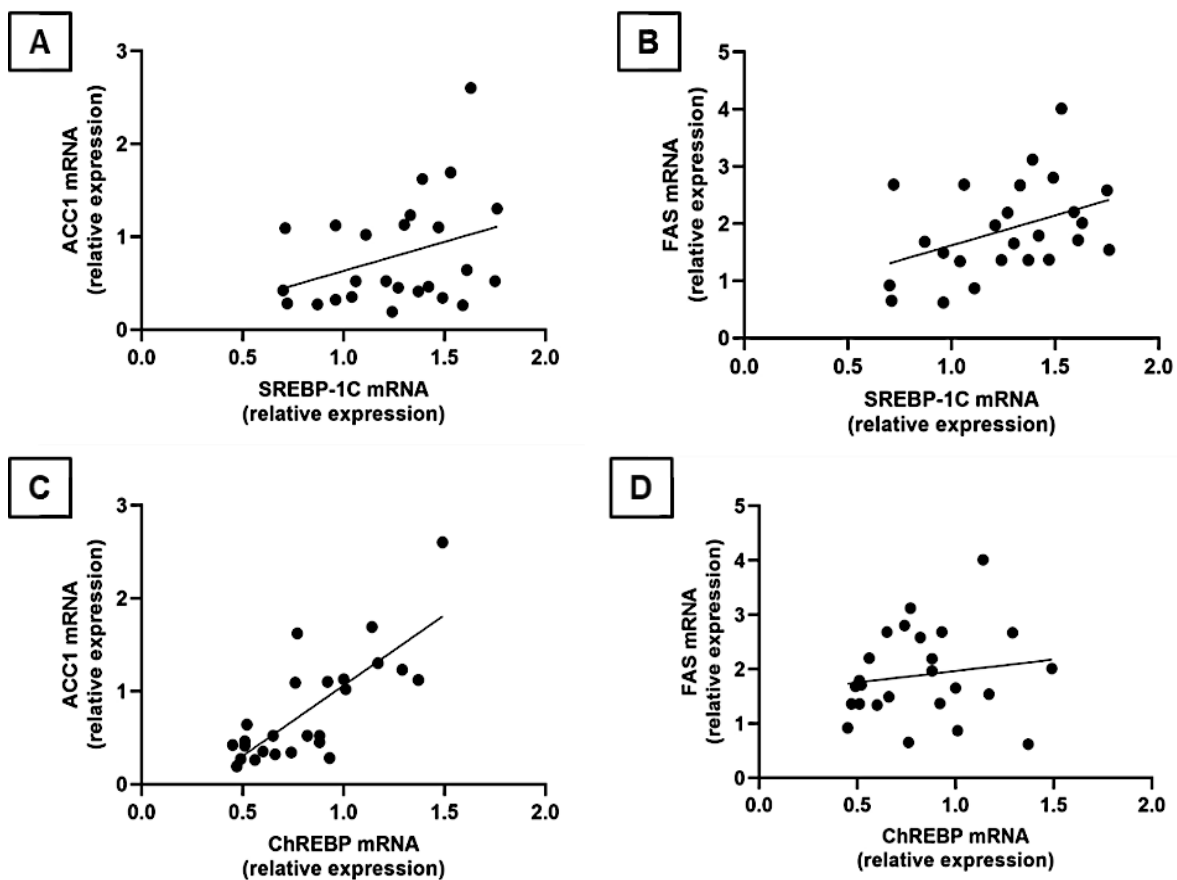 A
ACC1 mRNA
(relative expression)
3
2
1
0
0.0 0.5 1.0 1.5 2.0
SREBP-1C mRNA
(relative expression)
B
FAS mRNA
(relative expression)
5
4
3
2
1
0
0.0 0.5 1.0 1.5 2.0
SREBP-1C mRNA
(relative expression)
C
ACC1 mRNA
(relative expression)
3
2
1
0
0.0 0.5 1.0 1.5 2.0
ChREBP mRNA
(relative expression)
D
FAS mRNA
(relative expression)
5
4
3
2
1
0
0.0 0.5 1.0 1.5 2.0
ChREBP mRNA
(relative expression)